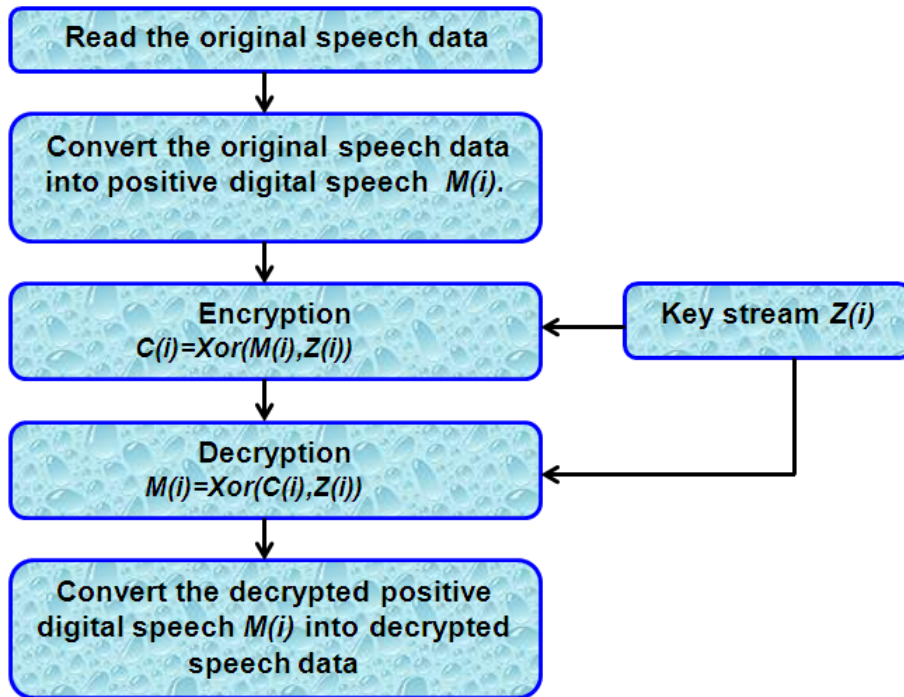 Read the original speech data
Convert the original speech data
into positive digital speech M(i).
Encryption
C(i)=Xor(M(i),Z(i))
Key stream Z(i)
Decryption
M(i)=Xor(C(i),Z(i))
Convert the decrypted positive
digital speech M(i) into decrypted
speech data